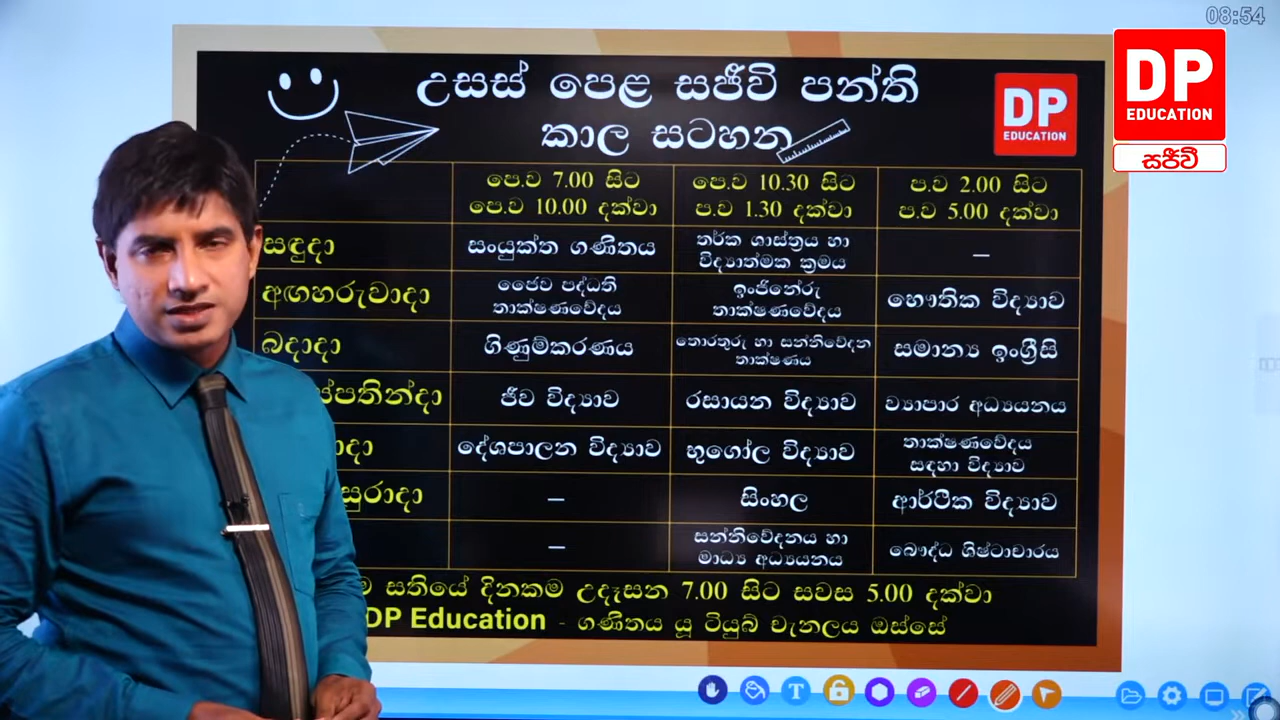 08:54
DP
EDUCATION
සජීවී
උසස් පෙළ සජීවි පන්ති
කාල සටහන
DP
EDUCATION
පෙ.ව 7.00 සිට
පෙ.ව 10.00 දක්වා
පෙ.ව 10.30 සිට
ප.ව 1.30 දක්වා
ප.ව 2.00 සිට
ප.ව 5.00 දක්වා
සඳුදා
සංයුක්ත ගණිතය
තර්ක ශාස්ත්‍රය හා
විද්‍යාත්මක ක්‍රමය
–
අඟහරුවාදා
ජෛව පද්ධති
තාක්ෂණවේදය
ඉංජිනේරු
තාක්ෂණවේදය
භෞතික විද්‍යාව
බදාදා
ගිණුම්කරණය
තොරතුරු හා සන්නිවේදන
තාක්ෂණය
සමාන්‍ය ඉංග්‍රීසි
ස්පතින්දා
ජීව විද්‍යාව
රසායන විද්‍යාව
ව්‍යාපාර අධ්‍යයනය
ාදා
දේශපාලන විද්‍යාව
භූගෝල විද්‍යාව
තාක්ෂණවේදය
සඳහා විද්‍යාව
සුරාදා
–
සිංහල
ආර්ථික විද්‍යාව
–
සන්නිවේදනය හා
මාධ්‍ය අධ්‍යයනය
බෞද්ධ ශිෂ්ටාචාරය
සතියේ දිනකම උදෑසන 7.00 සිට සවස 5.00 දක්වා
DP Education - ගණිතය යූ ටියුබ් චැනලය ඔස්සේ